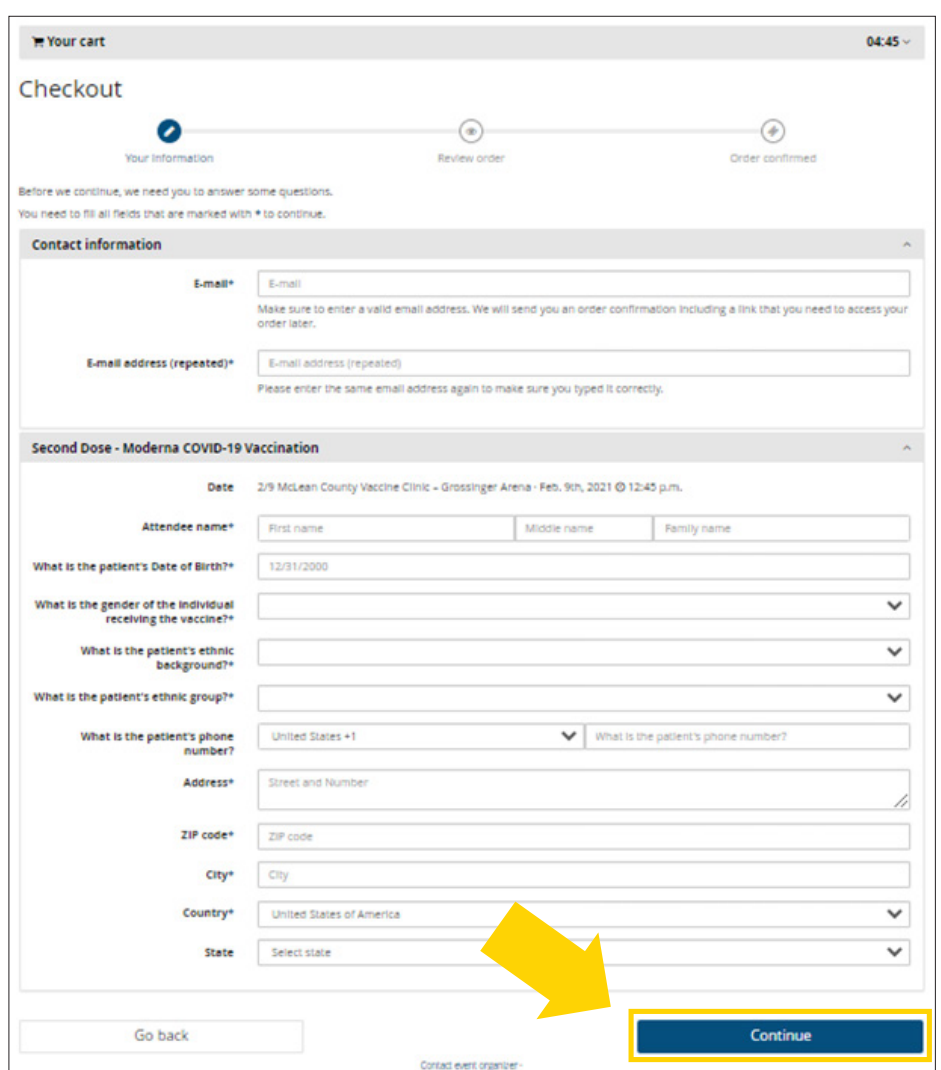 Your cart 04:45
Checkout
Your Information Review order Order confirmed
Before we continue, we need you to answer some questions.
You need to fill all fields that are marked with * to continue.
Contact information
E-mail* E-mail
Make sure to enter a valid email address. We will send you an order confirmation including a link that you need to access your
order later.
E-mail address (repeated)* E-mail address (repeated)
Please enter the same email address again to make sure you typed it correctly.
Second Dose - Moderna COVID-19 Vaccination
Date 2/9 McLean County Vaccine Clinic – Grossinger Arena - Feb. 9th, 2021 12:45 p.m.
Attendee name* First name Middle name Family name
What is the patient's Date of Birth?* 12/31/2000
What is the gender of the individual
receiving the vaccine?*
What is the patient's ethnic
background?*
What is the patient's ethnic group?*
What is the patient's phone
number? United States +1 What is the patient's phone number?
Address* Street and Number
ZIP code* ZIP code
City* City
Country* United States of America
State Select state
Go back Continue
Contact event organizer -